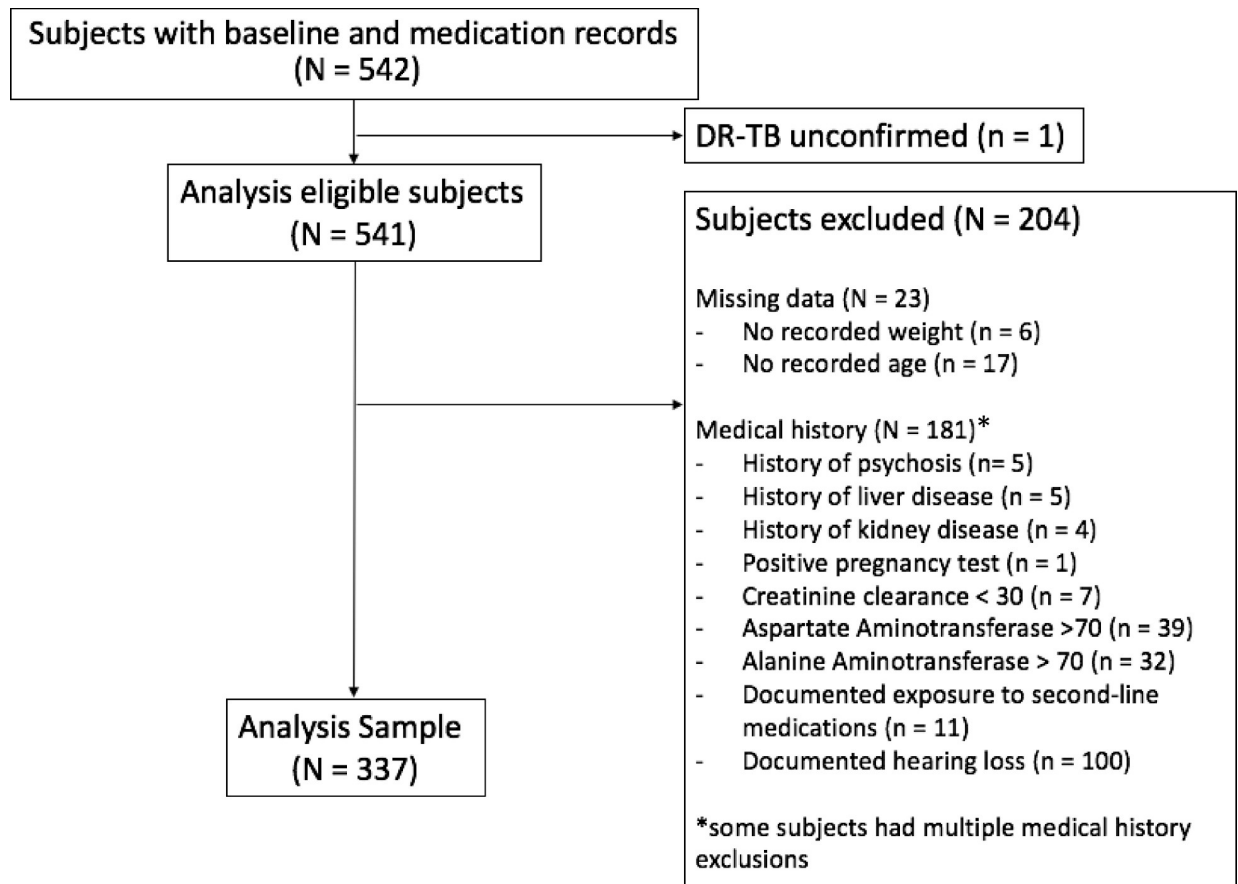 Subjects with baseline and medication records
(N = 542)
DR-TB unconfirmed (n = 1)
Analysis eligible subjects
(N = 541)
Subjects excluded (N = 204)
Missing data (N = 23)
- No recorded weight (n = 6)
- No recorded age (n = 17)
Medical history (N = 181)*
- History of psychosis (n= 5)
- History of liver disease (n = 5)
- History of kidney disease (n = 4)
- Positive pregnancy test (n = 1)
- Creatinine clearance < 30 (n = 7)
- Aspartate Aminotransferase >70 (n = 39)
- Alanine Aminotransferase > 70 (n = 32)
- Documented exposure to second-line
medications (n = 11)
- Documented hearing loss (n = 100)
*some subjects had multiple medical history
exclusions
Analysis Sample
(N = 337)